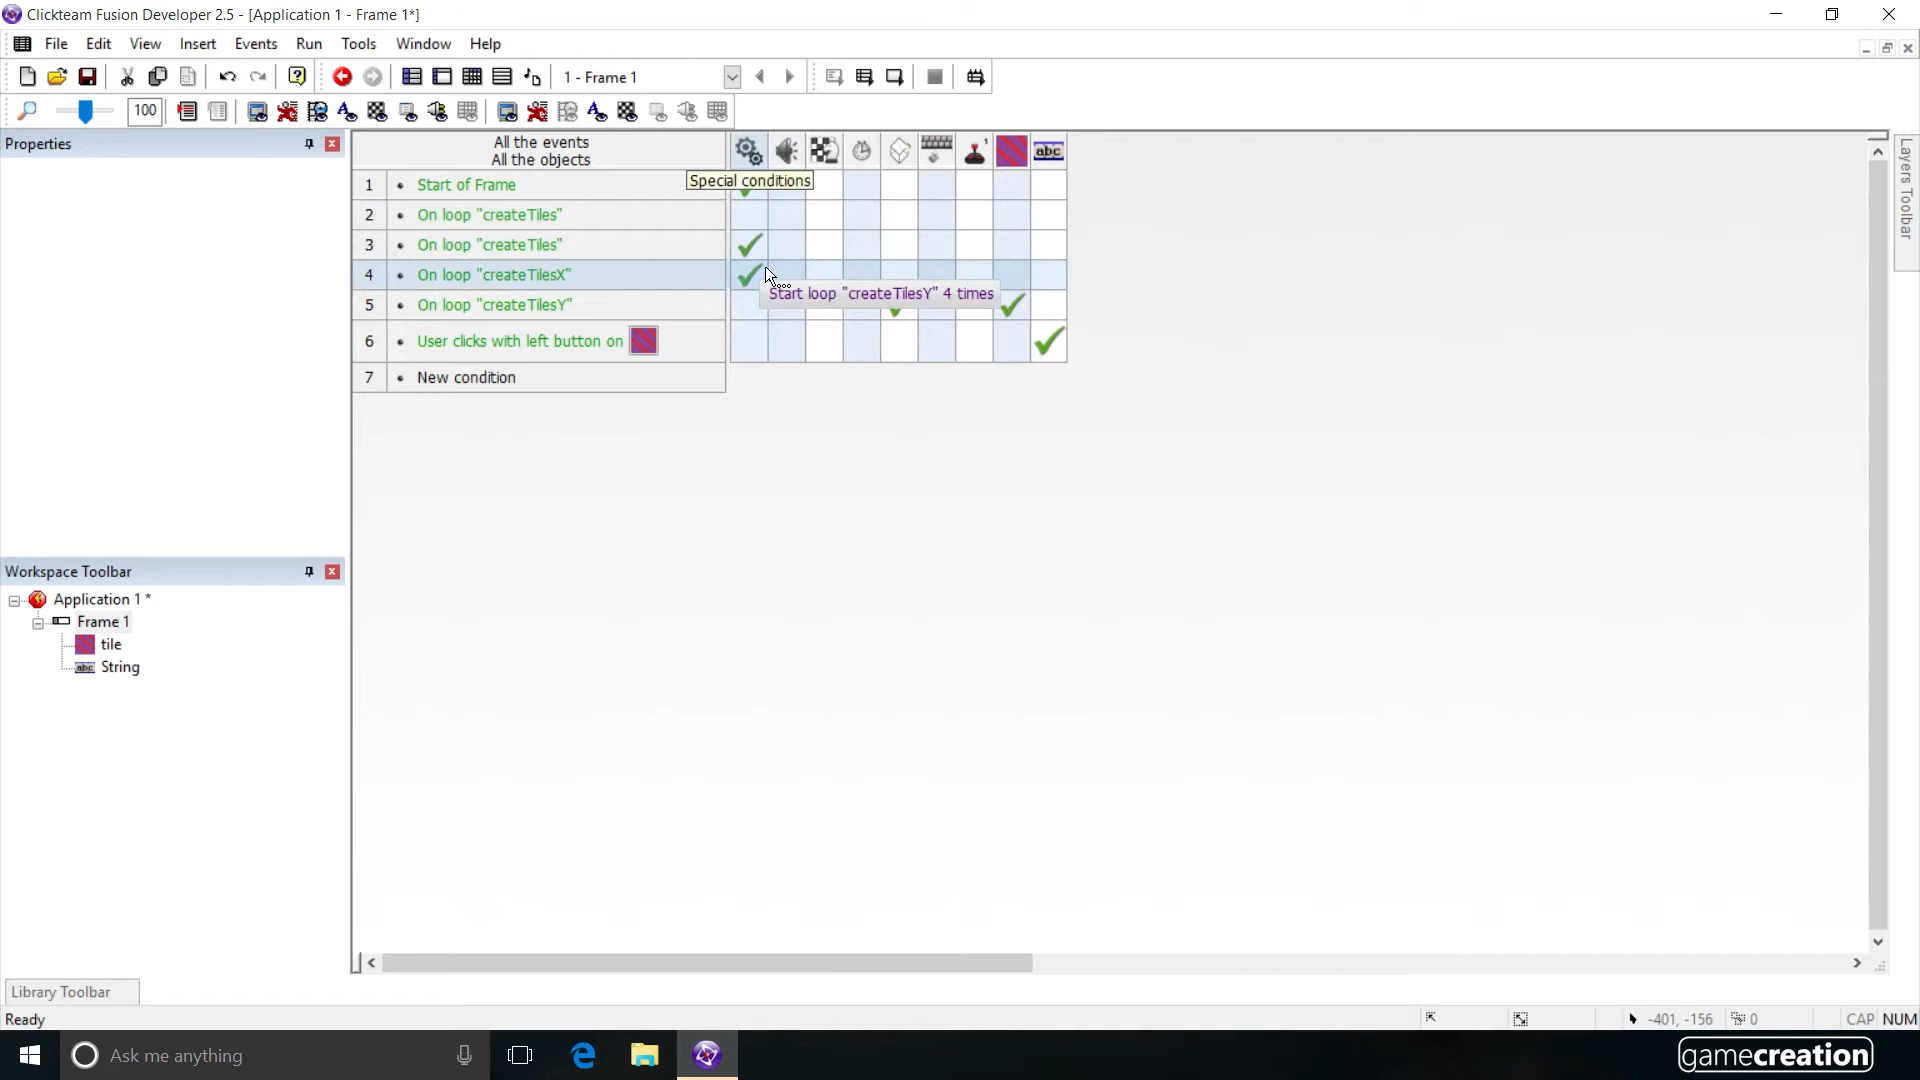 Clickteam Fusion Developer 2.5 - [Application 1 - Frame 1*]
File Edit View Insert Events Run Tools Window Help
1 - Frame 1
100
Properties
All the events
All the objects
abc
Special conditions
1 • Start of Frame
2 • On loop "createTiles"
3 • On loop "createTiles"
4 • On loop "createTilesX"
Start loop "createTilesY" 4 times
5 • On loop "createTilesY"
6 • User clicks with left button on
7 • New condition
Layers Toolbar
Workspace Toolbar
Application 1 *
Frame 1
tile
abc String
Library Toolbar
Ready
-401, -156 0 CAP NUM
Ask me anything
gamecreation